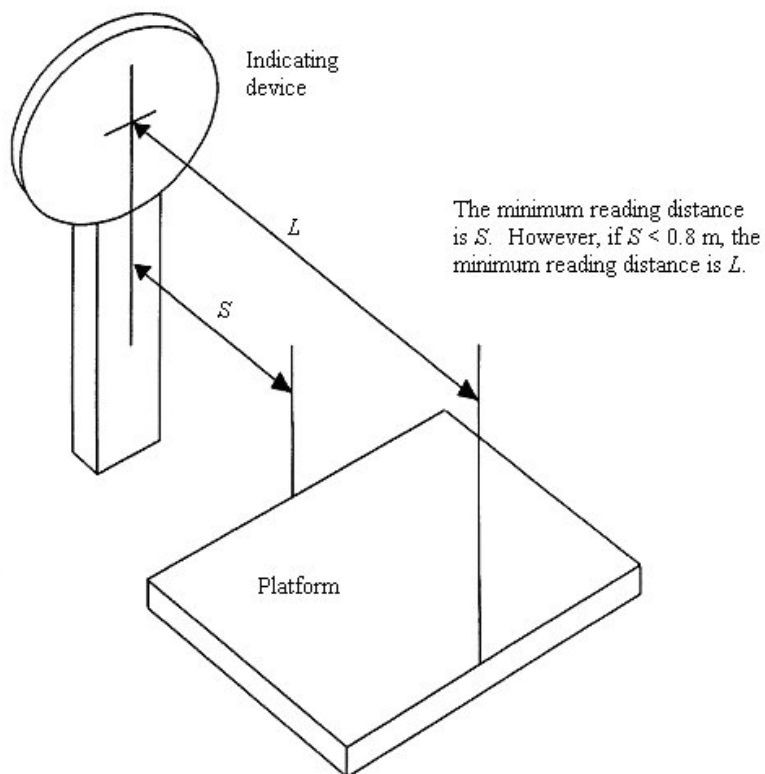 Indicating
device
The minimum reading distance
is S. However, if S < 0.8 m, the
minimum reading distance is L.
L
S
Platform